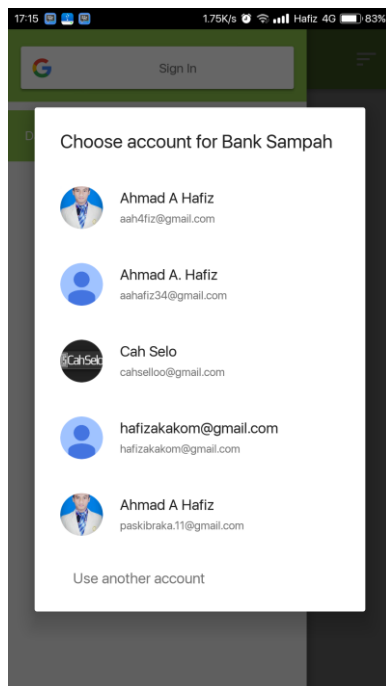 17:15 1.75K/s Hafiz 4G 83%
Sign In
D
Choose account for Bank Sampah
Ahmad A Hafiz
aah4fiz@gmail.com
Ahmad A. Hafiz
aahafiz34@gmail.com
CahSelo
Cah Selo
cahselloo@gmail.com
hafizakakom@gmail.com
hafizakakom@gmail.com
Ahmad A Hafiz
paskibraka.11@gmail.com
Use another account